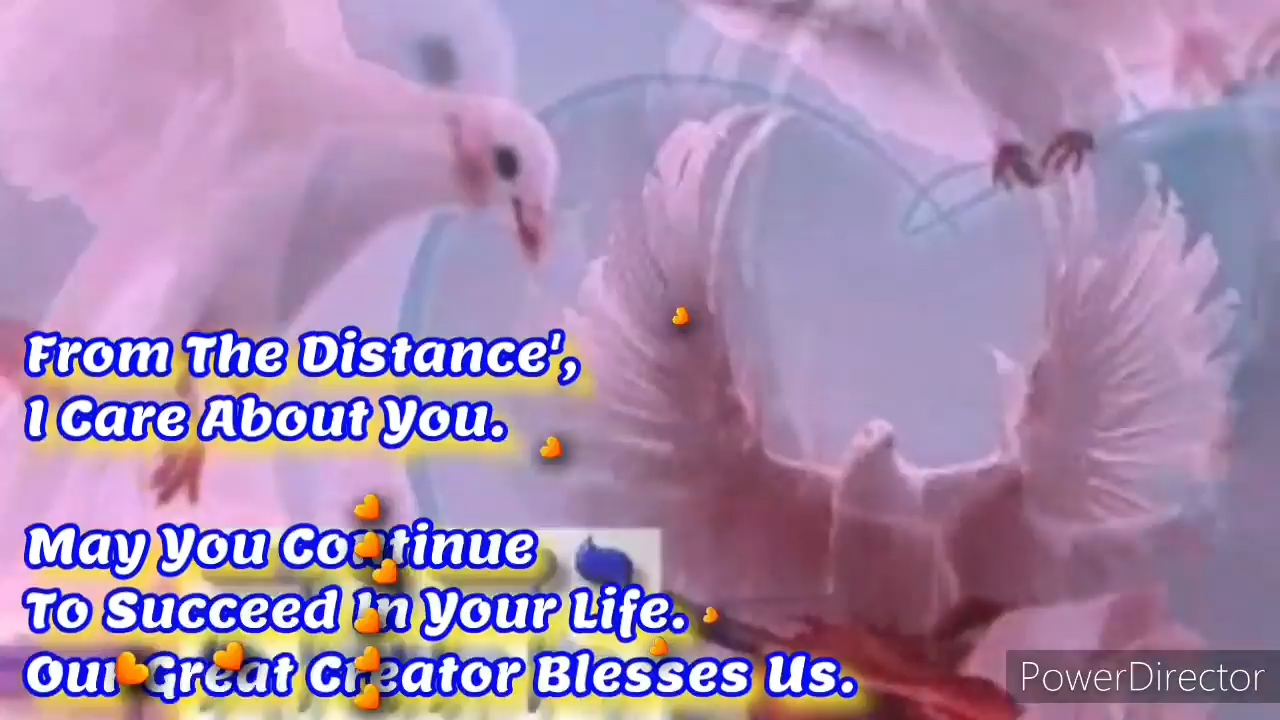 From The Distance',
I Care About You.
May You Continue
To Succeed In Your Life.
Our Great Creator Blesses Us.
PowerDirector